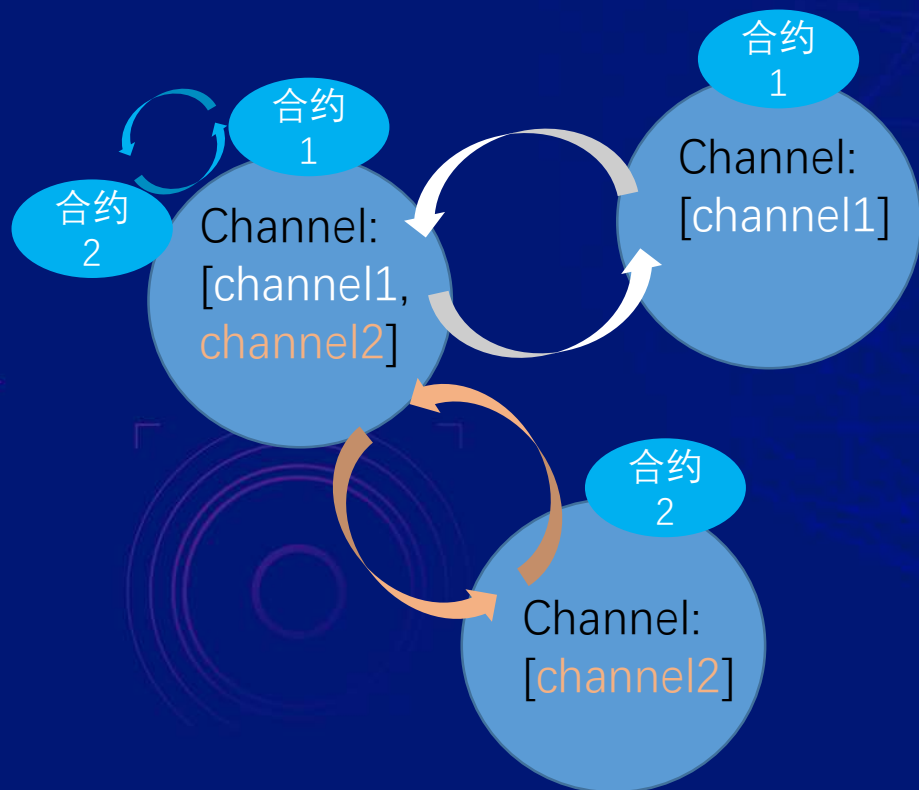 合约
1
Channel:
[channel1,
channel2]
合约
2
合约
1
Channel:
[channel1]
合约
2
Channel:
[channel2]